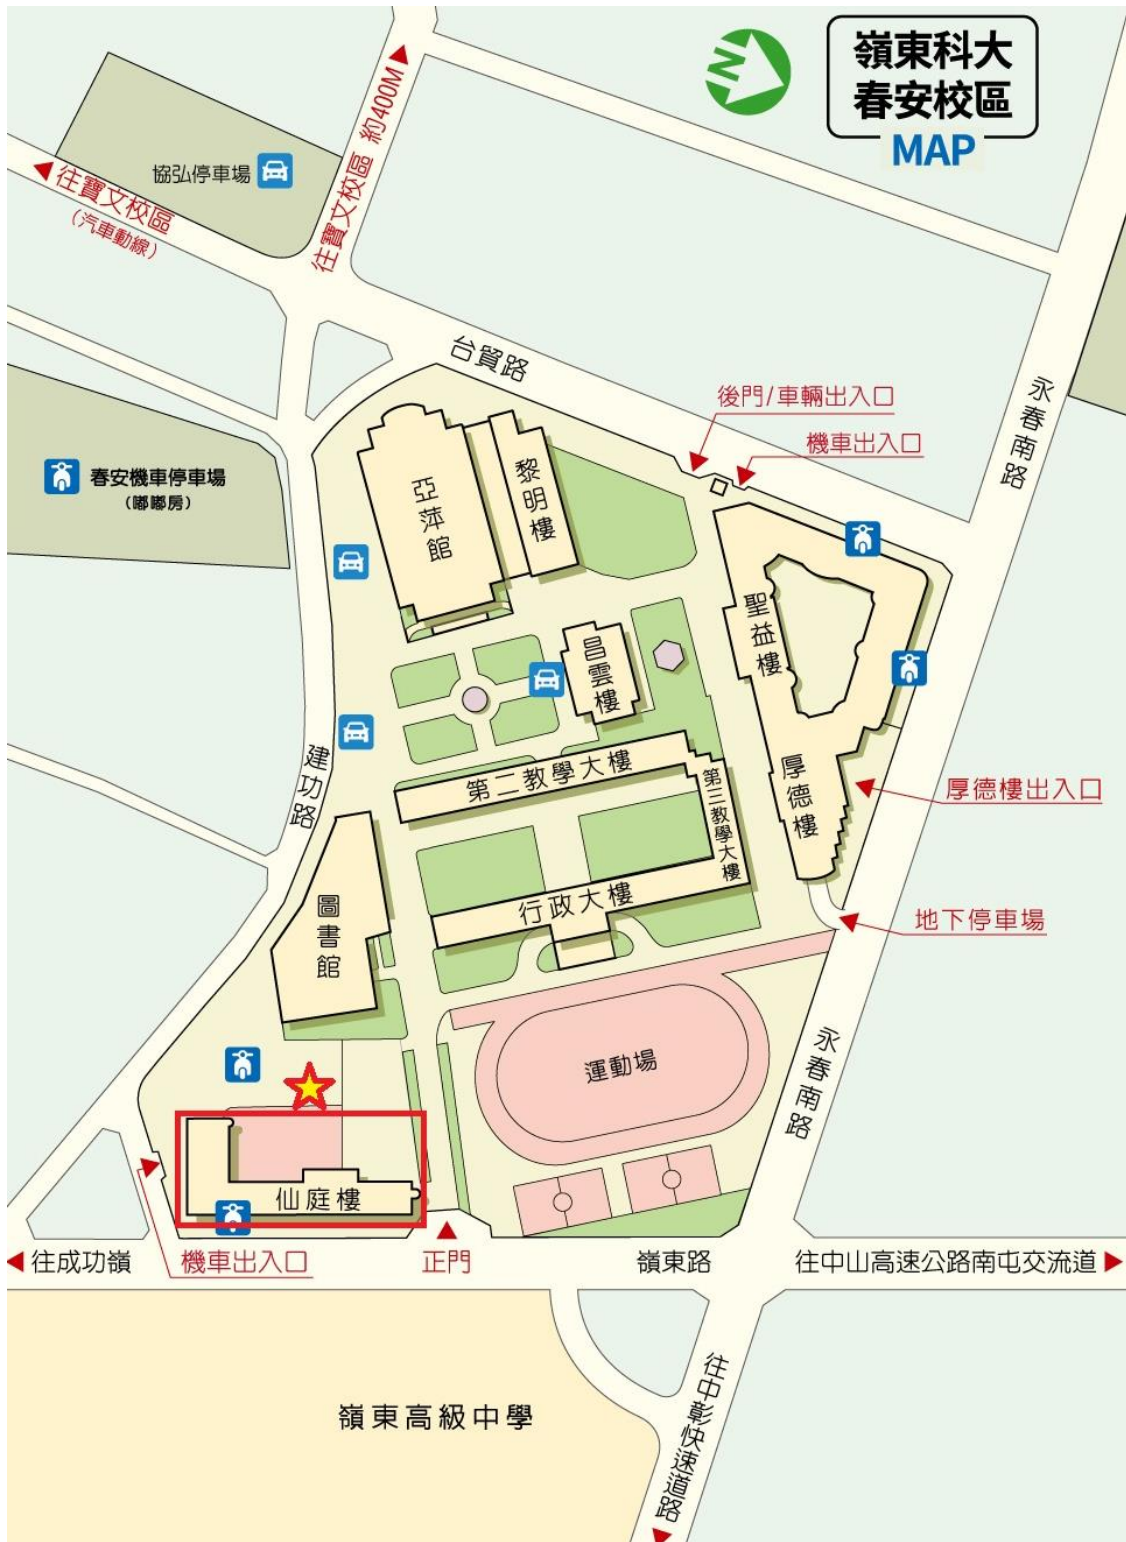 嶺東科大
春安校區
MAP
N
協弘停車場
往寶文校區
(汽車動線)
往寶文校區 約400M
台貿路
永春南路
後門/車輛出入口
機車出入口
春安機車停車場
(嘟嘟房)
亞萍館
黎明樓
聖益樓
昌雲樓
建功路
第二教學大樓
第三教學大樓
厚德樓
厚德樓出入口
圖書館
行政大樓
地下停車場
運動場
永春南路
仙庭樓
往成功嶺
機車出入口
正門
嶺東路
往中山高速公路南屯交流道
嶺東高級中學
往中彰快速道路